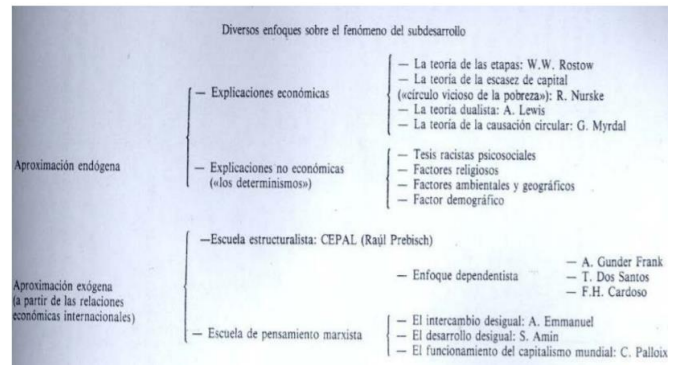 Diversos enfoques sobre el fenómeno del subdesarrollo
Aproximación endógena
— Explicaciones económicas
— La teoría de las etapas: W.W. Rostow
— La teoría de la escasez de capital
(«círculo vicioso de la pobreza»): R. Nurske
— La teoría dualista: A. Lewis
— La teoría de la causación circular: G. Myrdal
— Explicaciones no económicas
(«los determinismos»)
— Tesis racistas psicosociales
— Factores religiosos
— Factores ambientales y geográficos
— Factor demográfico
Aproximación exógena
(a partir de las relaciones
económicas internacionales)
—Escuela estructuralista: CEPAL (Raúl Prebisch)
— Enfoque dependentista
— A. Gunder Frank
— T. Dos Santos
— F.H. Cardoso
— Escuela de pensamiento marxista
— El intercambio desigual: A. Emmanuel
— El desarrollo desigual: S. Amin
— El funcionamiento del capitalismo mundial: C. Palloix